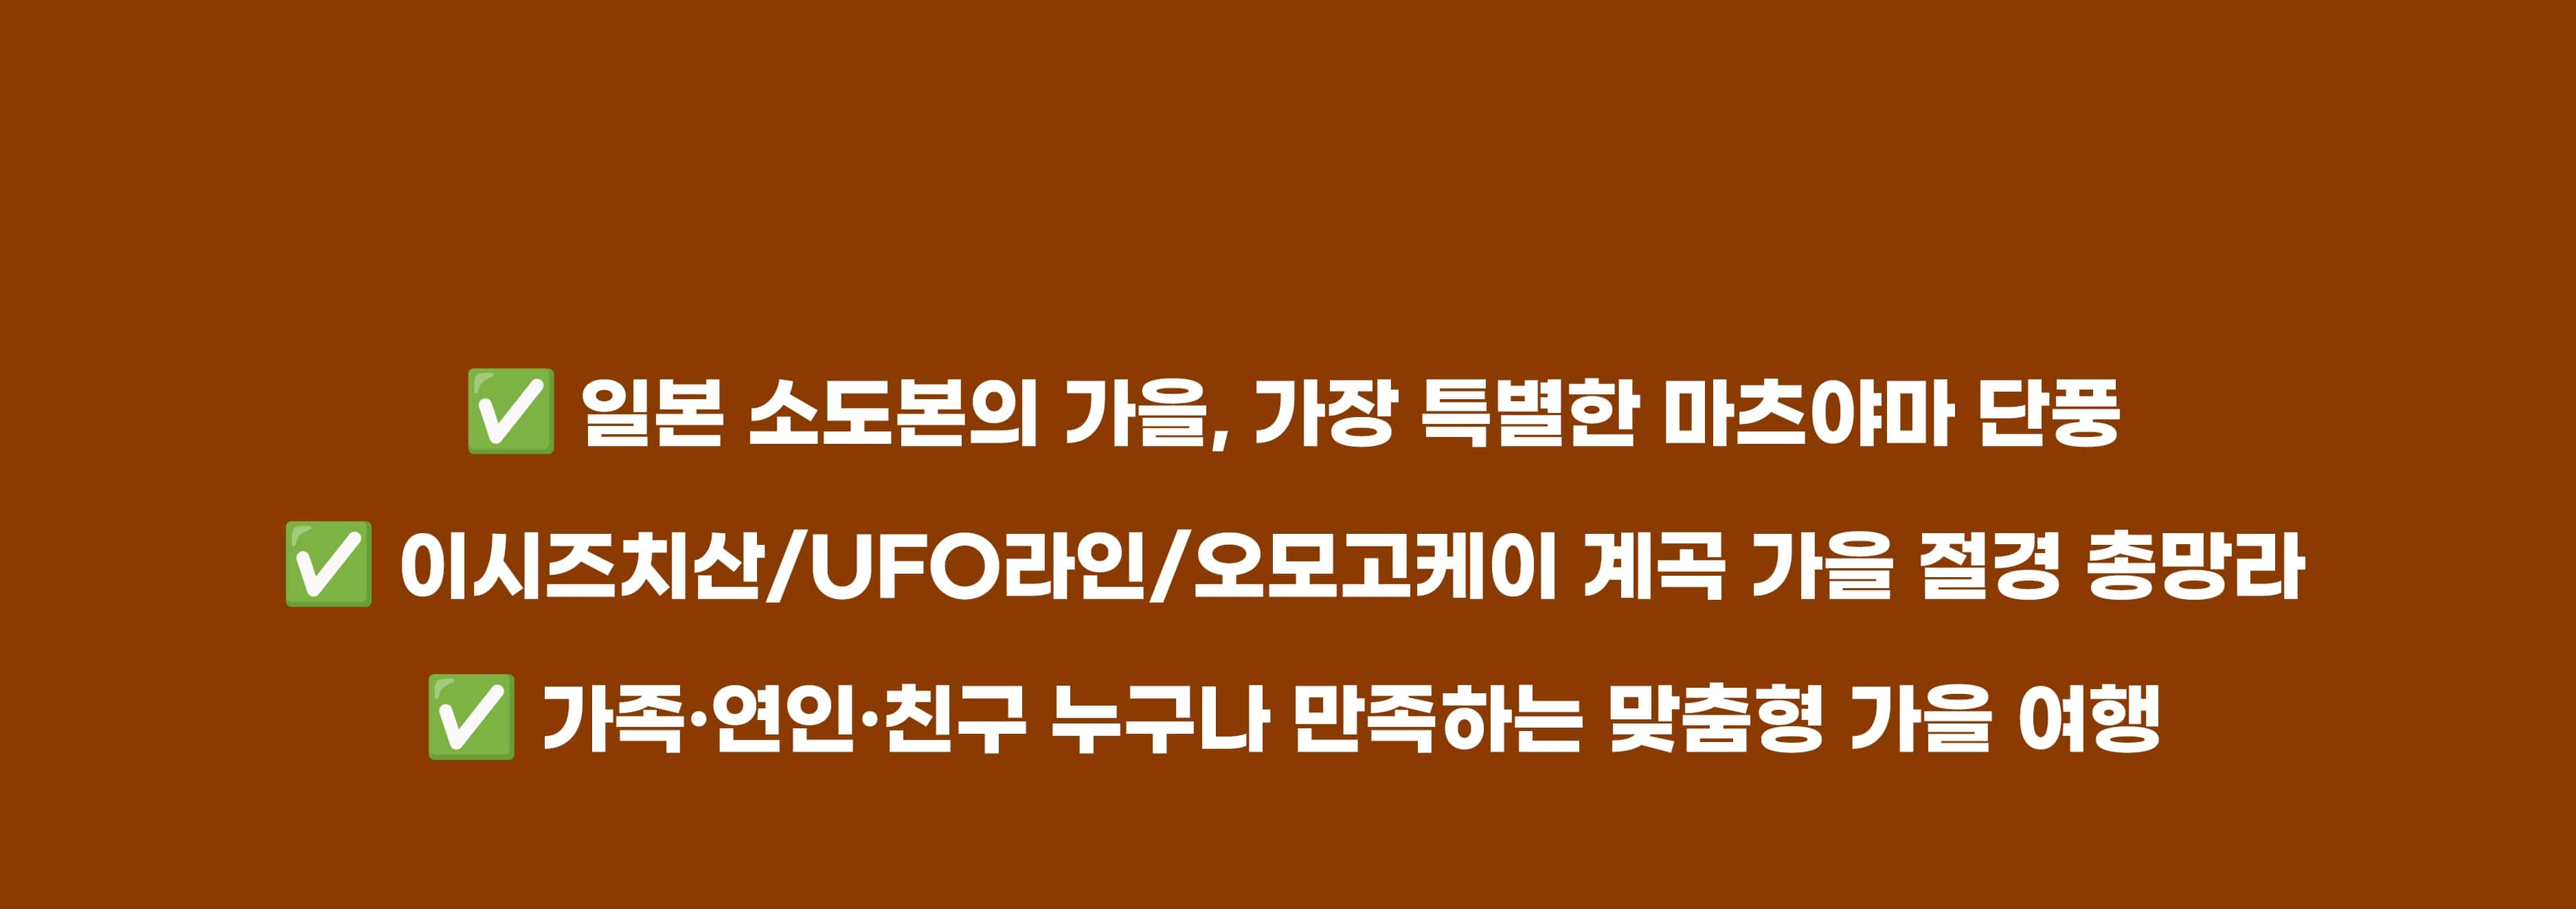 ✅ 일본 소도본의 가을, 가장 특별한 마츠야마 단풍
✅ 이시즈치산/UFO라인/오모고케이 계곡 가을 절경 총망라
✅ 가족·연인·친구 누구나 만족하는 맞춤형 가을 여행